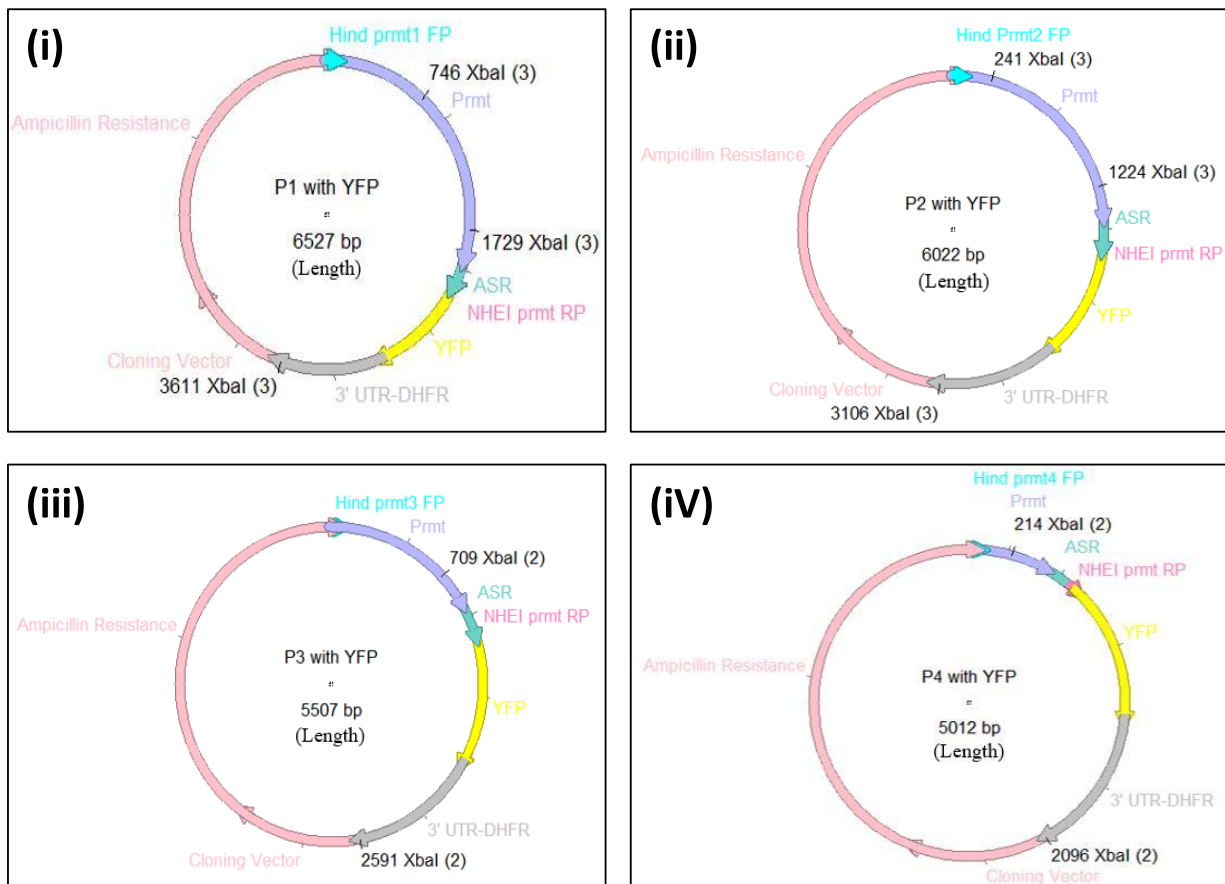 (i)
Hind prmt1 FP
746 XbaI (3)
Prmt
Ampicillin Resistance
P1 with YFP
6527 bp
(Length)
1729 XbaI (3)
ASR
NHEI prmt RP
YFP
Cloning Vector
3611 XbaI (3)
3' UTR-DHFR
(ii)
Hind Prmt2 FP
241 XbaI (3)
Prmt
Ampicillin Resistance
1224 XbaI (3)
P2 with YFP
6022 bp
(Length)
ASR
NHEI prmt RP
YFP
Cloning Vector
3106 XbaI (3)
3' UTR-DHFR
(iii)
Hind prmt3 FP
Prmt
709 XbaI (2)
ASR
NHEI prmt RP
Ampicillin Resistance
P3 with YFP
5507 bp
(Length)
YFP
3' UTR-DHFR
Cloning Vector
2591 XbaI (2)
(iV)
Hind prmt4 FP
Prmt
214 XbaI (2)
ASR
NHEI prmt RP
YFP
Ampicillin Resistance
P4 with YFP
5012 bp
(Length)
3' UTR-DHFR
2096 XbaI (2)
Cloning Vector